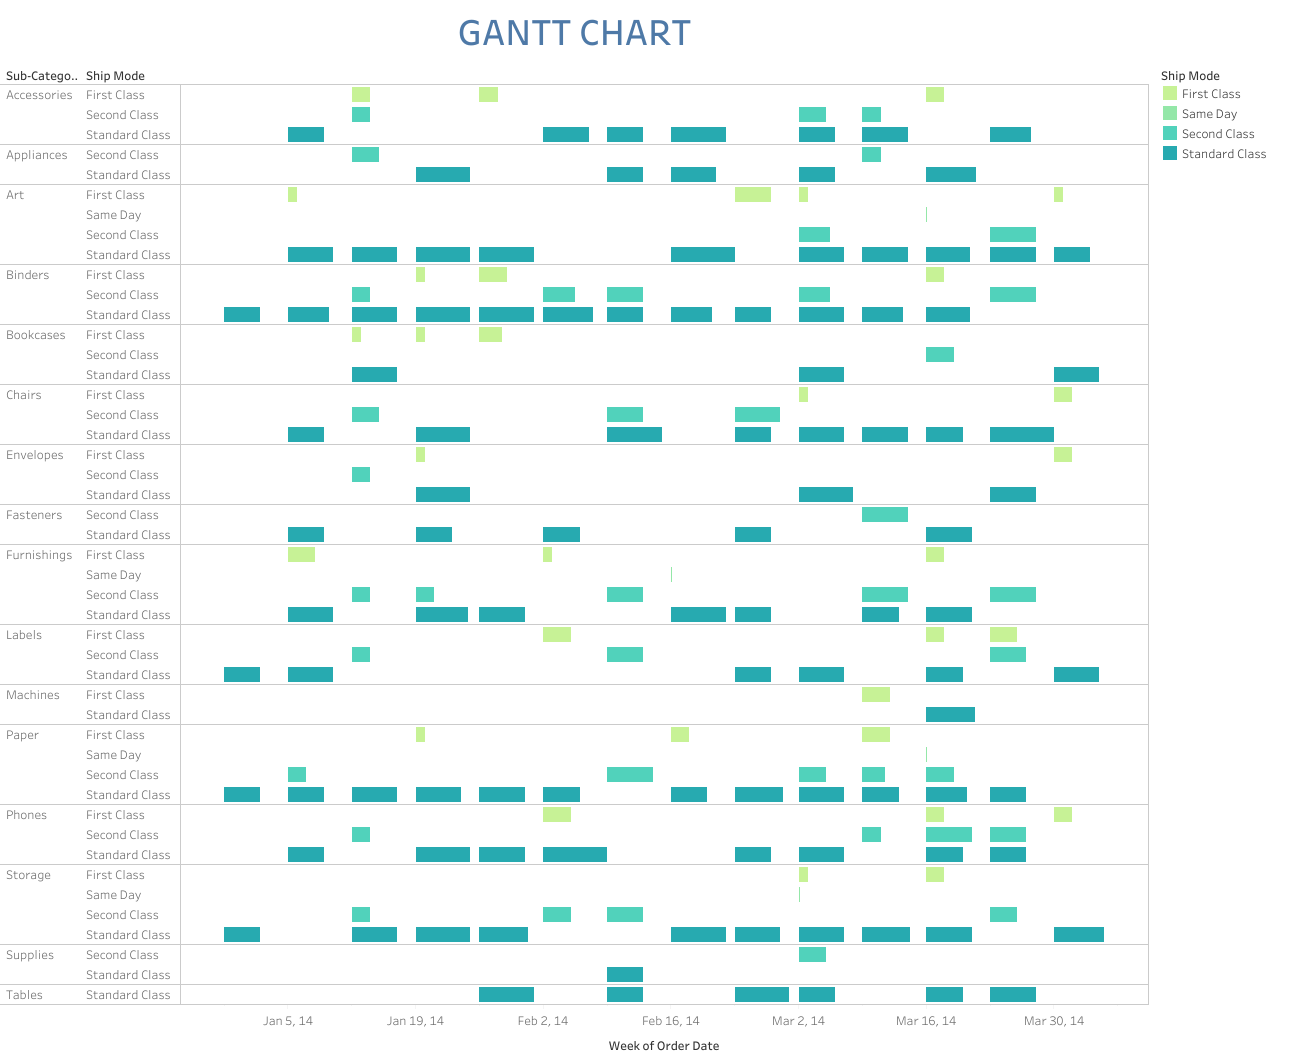 GANTT CHART
Sub-Catego.. Ship Mode
Accessories First Class
Second Class
Standard Class
Appliances Second Class
Standard Class
Art First Class
Same Day
Second Class
Standard Class
Binders First Class
Second Class
Standard Class
Bookcases First Class
Second Class
Standard Class
Chairs First Class
Second Class
Standard Class
Envelopes First Class
Second Class
Standard Class
Fasteners Second Class
Standard Class
Furnishings First Class
Same Day
Second Class
Standard Class
Labels First Class
Second Class
Standard Class
Machines First Class
Standard Class
Paper First Class
Same Day
Second Class
Standard Class
Phones First Class
Second Class
Standard Class
Storage First Class
Same Day
Second Class
Standard Class
Supplies Second Class
Standard Class
Tables Standard Class
Jan 5, 14 Jan 19, 14 Feb 2, 14 Feb 16, 14 Mar 2, 14 Mar 16, 14 Mar 30, 14
Week of Order Date
Ship Mode
First Class
Same Day
Second Class
Standard Class